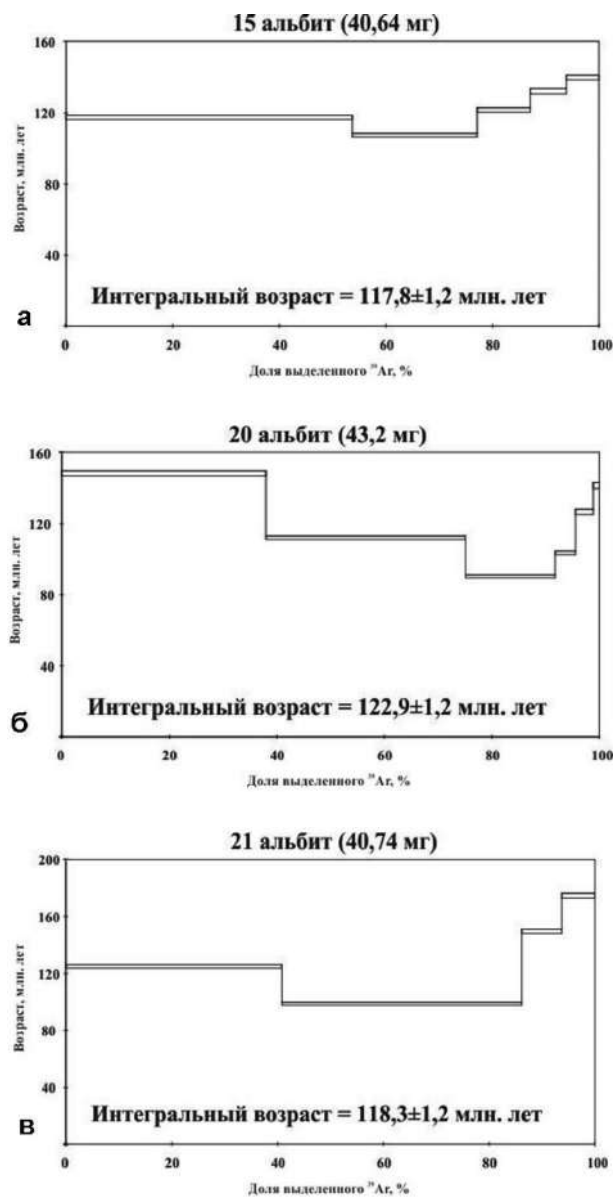 15 альбит (40,64 мг)
160
120
80
40
Возраст, млн. лет
Интегральный возраст = 117,8±1,2 млн. лет
а
0 20 40 60 80 100
Доля выделенного ³⁹Ar, %
20 альбит (43,2 мг)
160
120
80
40
Возраст, млн. лет
Интегральный возраст = 122,9±1,2 млн. лет
б
0 20 40 60 80 100
Доля выделенного ³⁹Ar, %
21 альбит (40,74 мг)
200
160
120
80
40
Возраст, млн. лет
Интегральный возраст = 118,3±1,2 млн. лет
в
0 20 40 60 80 100
Доля выделенного ³⁹Ar, %